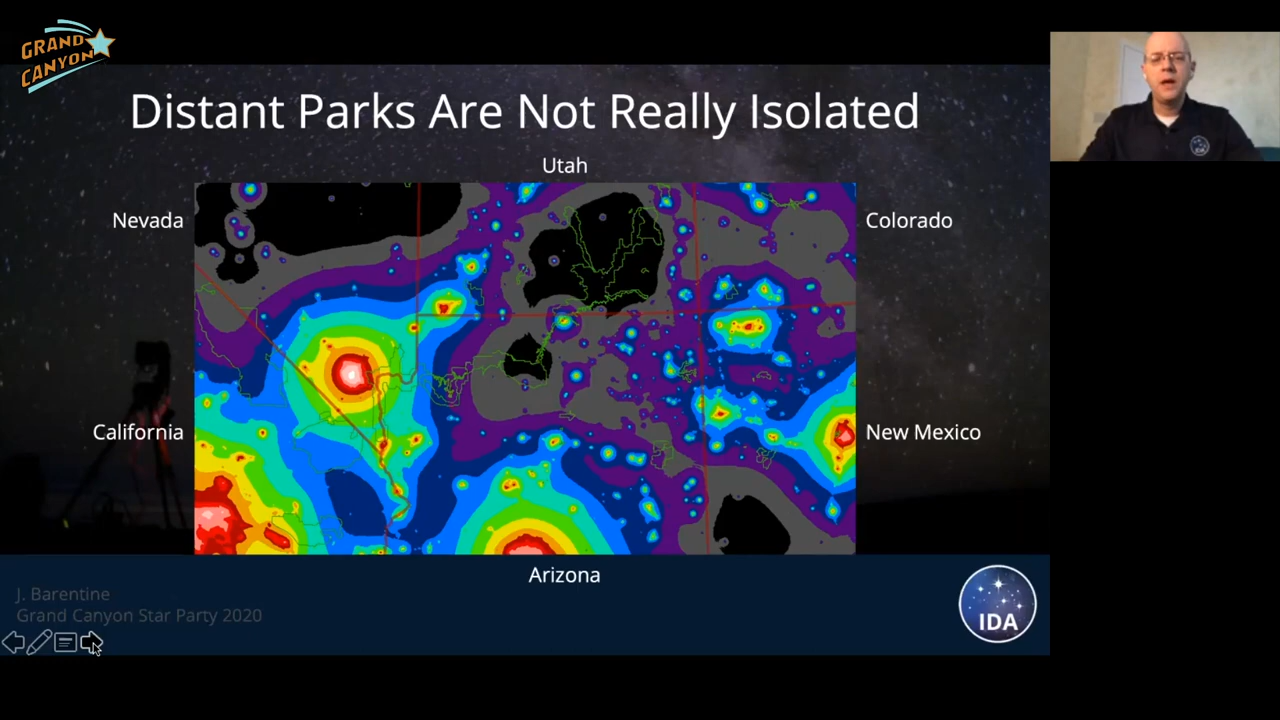 GRAND
CANYON
Distant Parks Are Not Really Isolated
Utah
Nevada
Colorado
California
New Mexico
Arizona
J. Barentine
Grand Canyon Star Party 2020
IDA
IDA